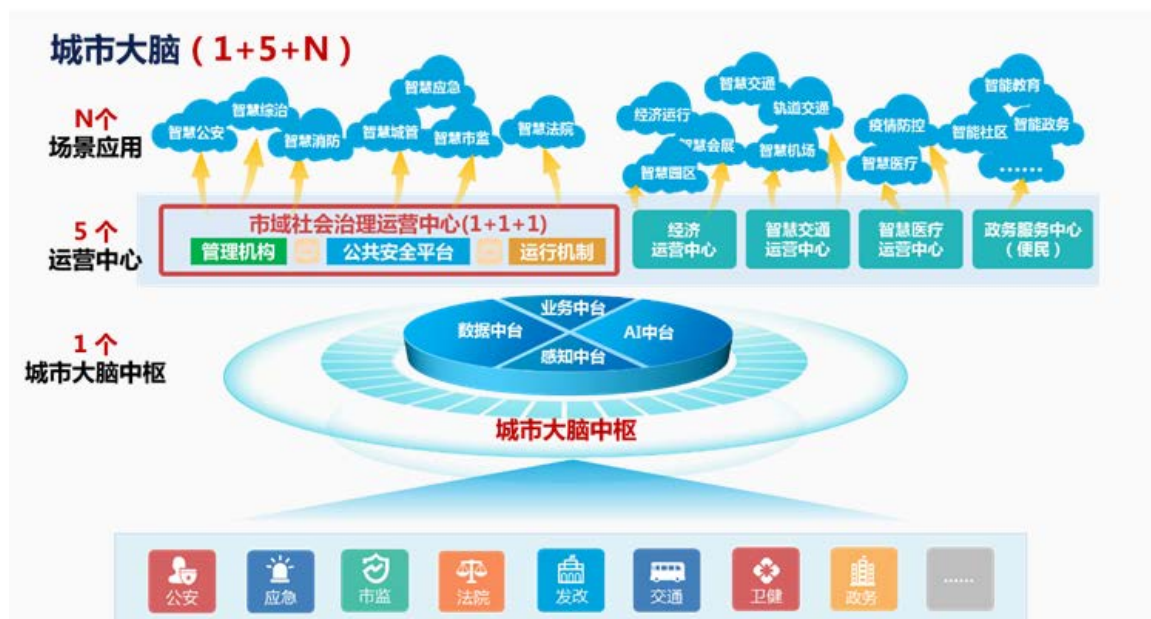 城市大脑（1+5+N）
N个
场景应用
智慧公安
智慧综治
智慧消防
智慧城管
智慧应急
智慧市监
智慧法院
经济运行
智慧会展
智慧园区
智慧交通
轨道交通
智慧机场
疫情防控
智慧医疗
智能教育
智能社区
智能政务
……
5个
运营中心
市域社会治理运营中心(1+1+1)
管理机构
公共安全平台
运行机制
经济
运营中心
智慧交通
运营中心
智慧医疗
运营中心
政务服务中心
（便民）
1个
城市大脑中枢
业务中台
数据中台
AI中台
感知中台
城市大脑中枢
公安
应急
市监
法院
发改
交通
卫健
政务
……